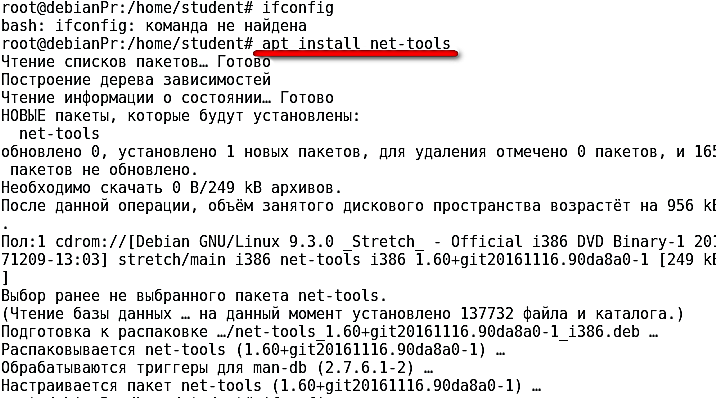 root@debianPr:/home/student# ifconfig
bash: ifconfig: команда не найдена
root@debianPr:/home/student# apt install net-tools
Чтение списков пакетов… Готово
Построение дерева зависимостей
Чтение информации о состоянии… Готово
НОВЫЕ пакеты, которые будут установлены:
  net-tools
обновлено 0, установлено 1 новых пакетов, для удаления отмечено 0 пакетов, и 165
 пакетов не обновлено.
Необходимо скачать 0 B/249 kB архивов.
После данной операции, объём занятого дискового пространства возрастёт на 956 kB
.
Пол:1 cdrom://[Debian GNU/Linux 9.3.0 _Stretch_ - Official i386 DVD Binary-1 201
71209-13:03] stretch/main i386 net-tools i386 1.60+git20161116.90da8a0-1 [249 kB
]
Выбор ранее не выбранного пакета net-tools.
(Чтение базы данных … на данный момент установлено 137732 файла и каталога.)
Подготовка к распаковке …/net-tools_1.60+git20161116.90da8a0-1_i386.deb …
Распаковывается net-tools (1.60+git20161116.90da8a0-1) …
Обрабатываются триггеры для man-db (2.7.6.1-2) …
Настраивается пакет net-tools (1.60+git20161116.90da8a0-1) …